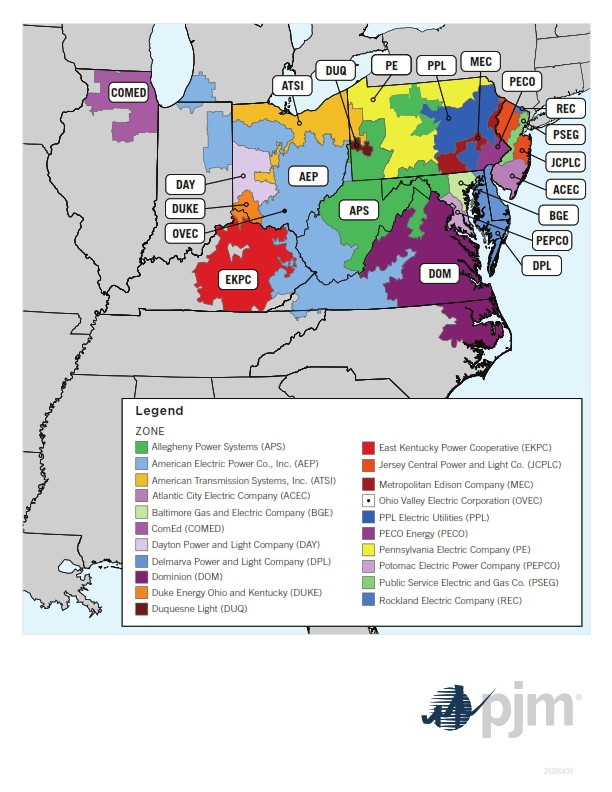 DUQ
PE
PPL
MEC
ATSI
PECO
COMED
REC
PSEG
JCPLC
ACEC
BGE
PEPCO
DPL
DAY
DUKE
OVEC
AEP
APS
EKPC
DOM
Legend
ZONE
Allegheny Power Systems (APS)
American Electric Power Co., Inc. (AEP)
American Transmission Systems, Inc. (ATSI)
Atlantic City Electric Company (ACEC)
Baltimore Gas and Electric Company (BGE)
ComEd (COMED)
Dayton Power and Light Company (DAY)
Delmarva Power and Light Company (DPL)
Dominion (DOM)
Duke Energy Ohio and Kentucky (DUKE)
Duquesne Light (DUQ)
East Kentucky Power Cooperative (EKPC)
Jersey Central Power and Light Co. (JCPLC)
Metropolitan Edison Company (MEC)
Ohio Valley Electric Corporation (OVEC)
PPL Electric Utilities (PPL)
PECO Energy (PECO)
Pennsylvania Electric Company (PE)
Potomac Electric Power Company (PEPCO)
Public Service Electric and Gas Co. (PSEG)
Rockland Electric Company (REC)
pjm®
20200430